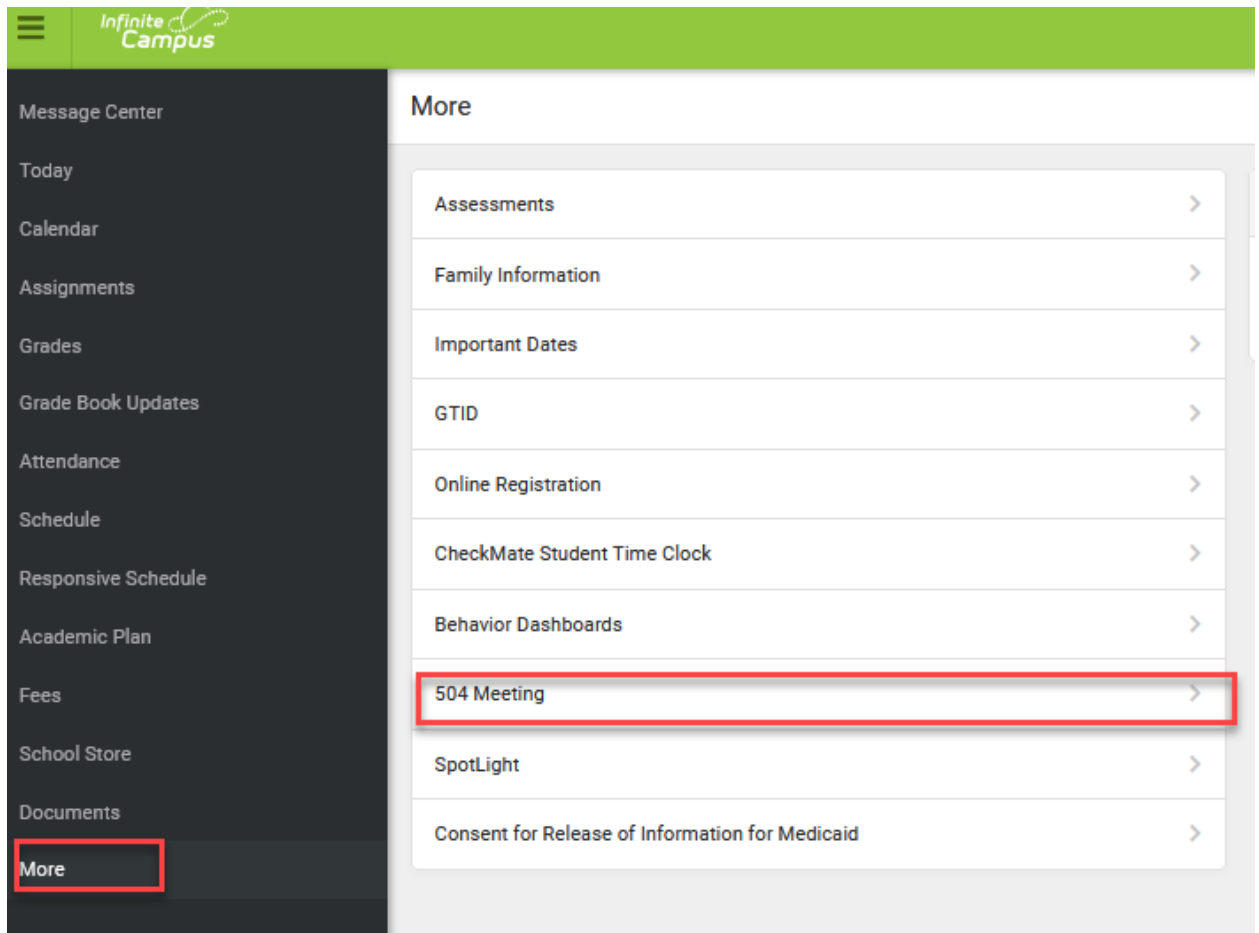 Infinite
Campus
Message Center
Today
Calendar
Assignments
Grades
Grade Book Updates
Attendance
Schedule
Responsive Schedule
Academic Plan
Fees
School Store
Documents
More
More
Assessments
Family Information
Important Dates
GTID
Online Registration
CheckMate Student Time Clock
Behavior Dashboards
504 Meeting
SpotLight
Consent for Release of Information for Medicaid